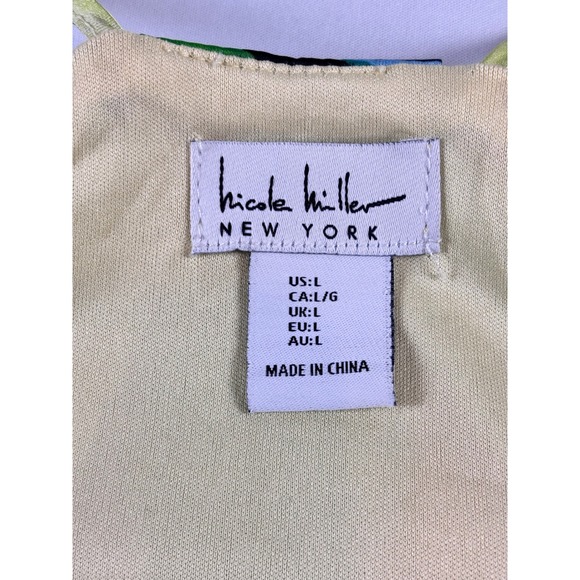 Nicole Miller
NEW YORK
US:L
CA:L/G
UK:L
EU:L
AU:L
MADE IN CHINA